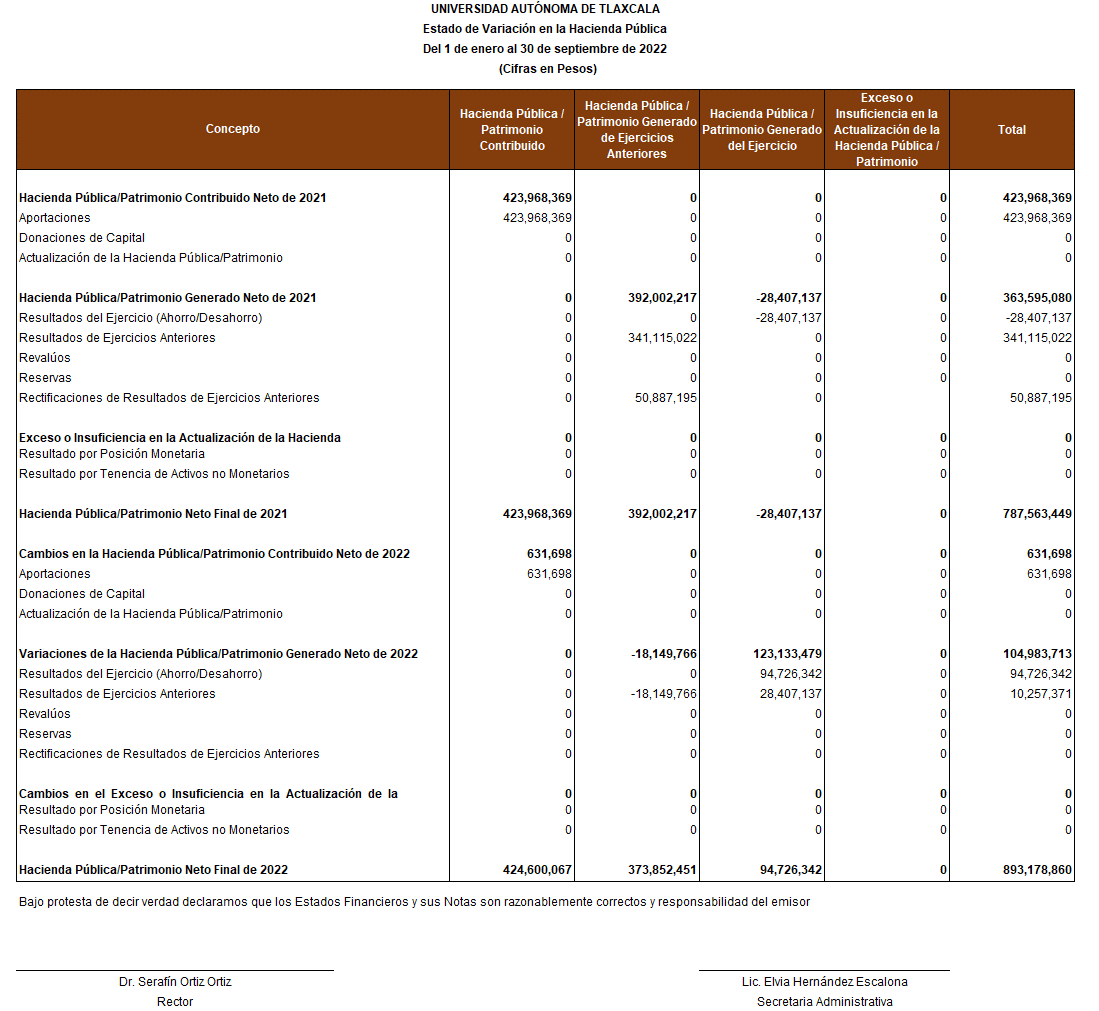 UNIVERSIDAD AUTÓNOMA DE TLAXCALA
Estado de Variación en la Hacienda Pública
Del 1 de enero al 30 de septiembre de 2022
(Cifras en Pesos)
Concepto
Hacienda Pública /
Patrimonio
Contribuido
Hacienda Pública /
Patrimonio Generado
de Ejercicios
Anteriores
Hacienda Pública /
Patrimonio Generado
del Ejercicio
Exceso o
Insuficiencia en la
Actualización de la
Hacienda Pública /
Patrimonio
Total
Hacienda Pública/Patrimonio Contribuido Neto de 2021 423,968,369 0 0 0 423,968,369
Aportaciones 423,968,369 0 0 0 423,968,369
Donaciones de Capital 0 0 0 0 0
Actualización de la Hacienda Pública/Patrimonio 0 0 0 0 0
Hacienda Pública/Patrimonio Generado Neto de 2021 0 392,002,217 -28,407,137 0 363,595,080
Resultados del Ejercicio (Ahorro/Desahorro) 0 0 -28,407,137 0 -28,407,137
Resultados de Ejercicios Anteriores 0 341,115,022 0 0 341,115,022
Revalúos 0 0 0 0 0
Reservas 0 0 0 0 0
Rectificaciones de Resultados de Ejercicios Anteriores 0 50,887,195 0 50,887,195
Exceso o Insuficiencia en la Actualización de la Hacienda 0 0 0 0 0
Resultado por Posición Monetaria 0 0 0 0 0
Resultado por Tenencia de Activos no Monetarios 0 0 0 0 0
Hacienda Pública/Patrimonio Neto Final de 2021 423,968,369 392,002,217 -28,407,137 0 787,563,449
Cambios en la Hacienda Pública/Patrimonio Contribuido Neto de 2022 631,698 0 0 0 631,698
Aportaciones 631,698 0 0 0 631,698
Donaciones de Capital 0 0 0 0 0
Actualización de la Hacienda Pública/Patrimonio 0 0 0 0 0
Variaciones de la Hacienda Pública/Patrimonio Generado Neto de 2022 0 -18,149,766 123,133,479 0 104,983,713
Resultados del Ejercicio (Ahorro/Desahorro) 0 0 94,726,342 0 94,726,342
Resultados de Ejercicios Anteriores 0 -18,149,766 28,407,137 0 10,257,371
Revalúos 0 0 0 0 0
Reservas 0 0 0 0 0
Rectificaciones de Resultados de Ejercicios Anteriores 0 0 0 0 0
Cambios en el Exceso o Insuficiencia en la Actualización de la 0 0 0 0 0
Resultado por Posición Monetaria 0 0 0 0 0
Resultado por Tenencia de Activos no Monetarios 0 0 0 0 0
Hacienda Pública/Patrimonio Neto Final de 2022 424,600,067 373,852,451 94,726,342 0 893,178,860
Bajo protesta de decir verdad declaramos que los Estados Financieros y sus Notas son razonablemente correctos y responsabilidad del emisor
Dr. Serafín Ortiz Ortiz
Rector
Lic. Elvia Hernández Escalona
Secretaria Administrativa